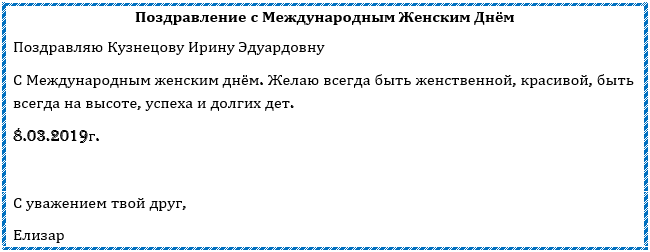 Поздравление с Международным Женским Днём
Поздравляю Кузнецову Ирину Эдуардовну
С Международным женским днём. Желаю всегда быть женственной, красивой, быть
всегда на высоте, успеха и долгих дет.
8.03.2019г.
С уважением твой друг,
Елизар